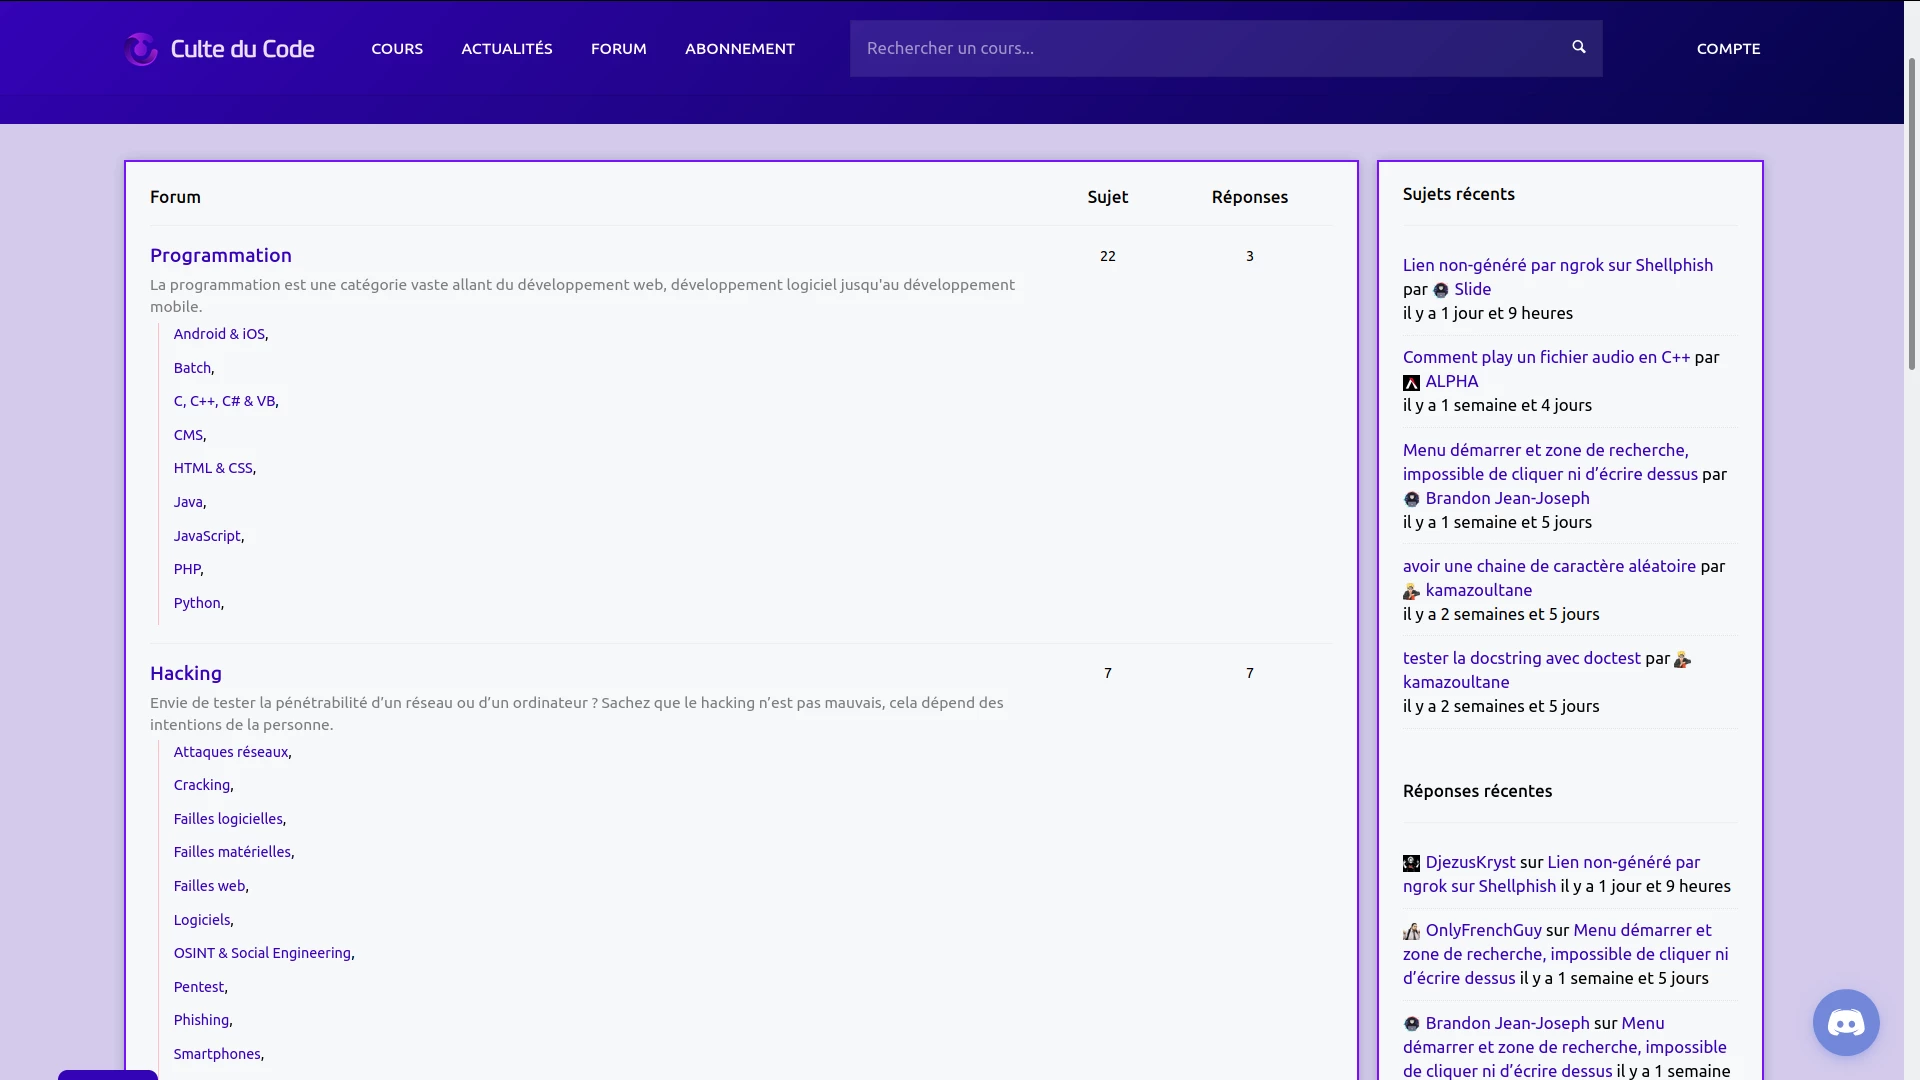 Culte du Code
COURS
ACTUALITÉS
FORUM
ABONNEMENT
Rechercher un cours...
COMPTE
Forum
Sujet
Réponses
Programmation
22
3
La programmation est une catégorie vaste allant du développement web, développement logiciel jusqu'au développement
mobile.
Android & iOS,
Batch,
C, C++, C# & VB,
CMS,
HTML & CSS,
Java,
JavaScript,
PHP,
Python,
Hacking
7
7
Envie de tester la pénétrabilité d’un réseau ou d’un ordinateur ? Sachez que le hacking n’est pas mauvais, cela dépend des
intentions de la personne.
Attaques réseaux,
Cracking,
Failles logicielles,
Failles matérielles,
Failles web,
Logiciels,
OSINT & Social Engineering,
Pentest,
Phishing,
Smartphones,
Sujets récents
Lien non-généré par ngrok sur Shellphish
par Slide
il y a 1 jour et 9 heures
Comment play un fichier audio en C++ par
ALPHA
il y a 1 semaine et 4 jours
Menu démarrer et zone de recherche,
impossible de cliquer ni d’écrire dessus par
Brandon Jean-Joseph
il y a 1 semaine et 5 jours
avoir une chaine de caractère aléatoire par
kamazoultane
il y a 2 semaines et 5 jours
tester la docstring avec doctest par
kamazoultane
il y a 2 semaines et 5 jours
Réponses récentes
DjezusKryst sur Lien non-généré par
ngrok sur Shellphish il y a 1 jour et 9 heures
OnlyFrenchGuy sur Menu démarrer et
zone de recherche, impossible de cliquer ni
d’écrire dessus il y a 1 semaine et 5 jours
Brandon Jean-Joseph sur Menu
démarrer et zone de recherche, impossible
de cliquer ni d’écrire dessus il y a 1 semaine